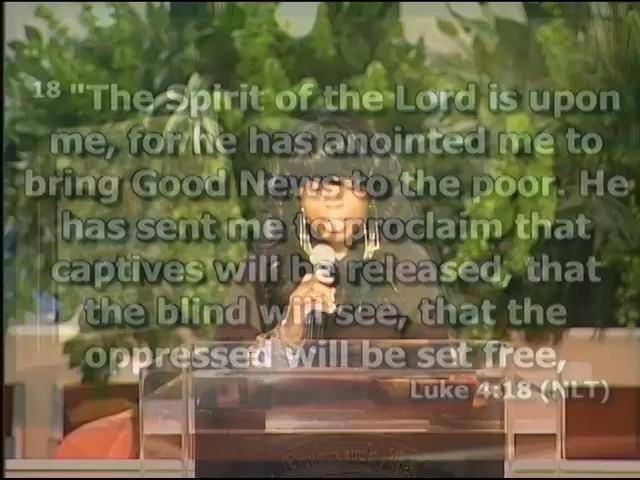 18 "The Spirit of the Lord is upon
me, for he has anointed me to
bring Good News to the poor. He
has sent me to proclaim that
captives will be released, that
the blind will see, that the
oppressed will be set free,
Luke 4:18 (NLT)